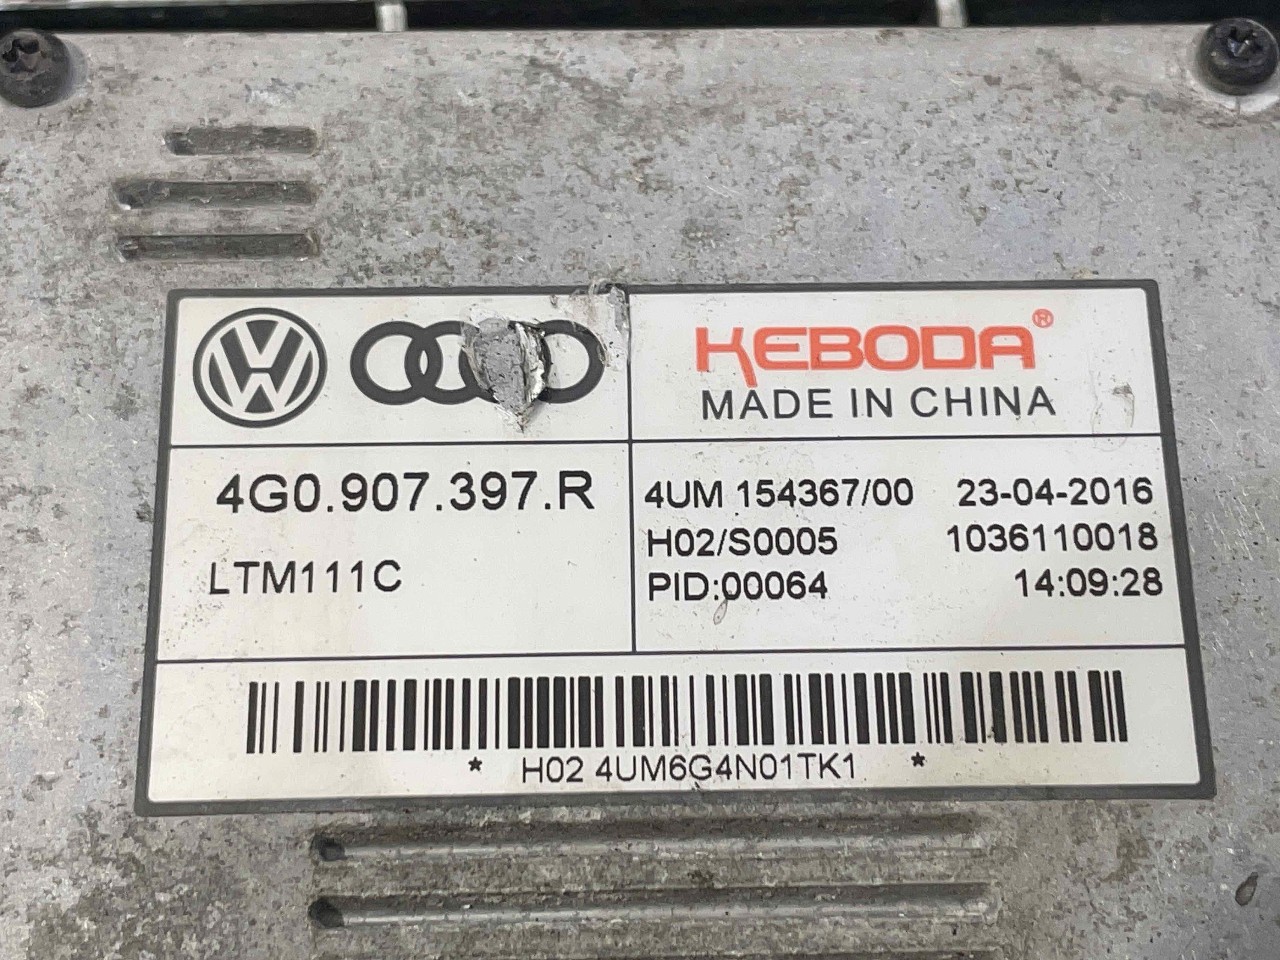 KEBODA®
MADE IN CHINA
4G0.907.397.R
LTM111C
4UM 154367/00 23-04-2016
H02/S0005 1036110018
PID:00064 14:09:28
* H02 4UM6G4N01TK1 *